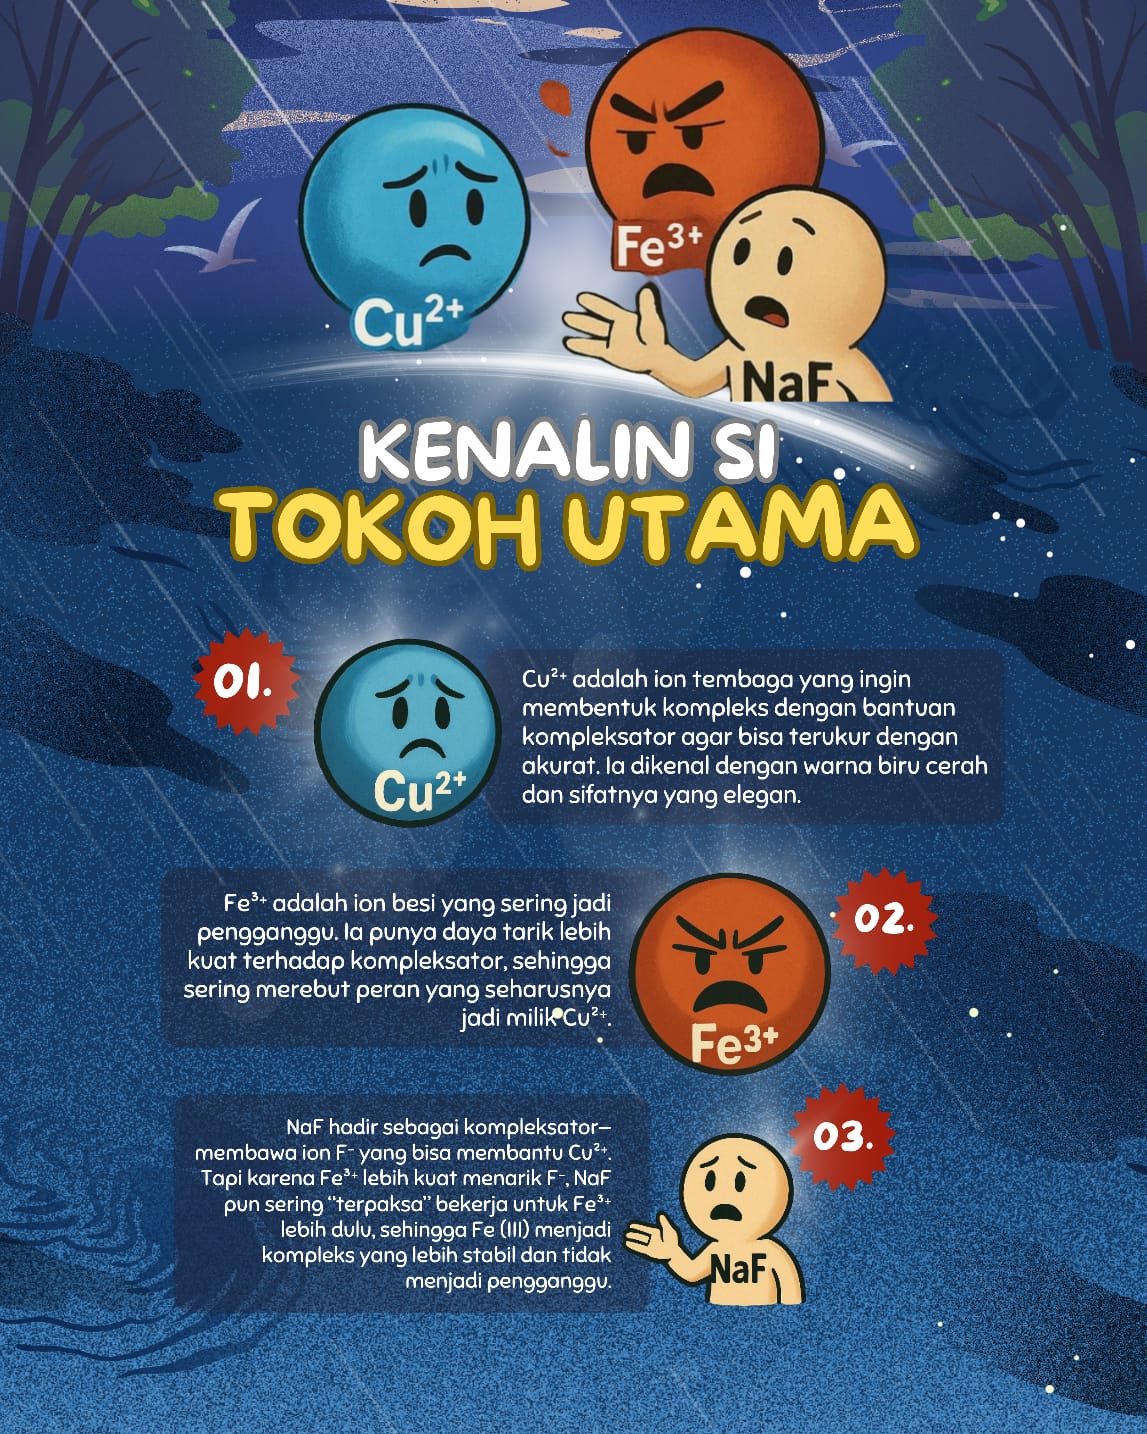 Cu²⁺
Fe³⁺
NaF
KENALIN SI
TOKOH UTAMA
01.
Cu²⁺
Cu²⁺ adalah ion tembaga yang ingin
membentuk kompleks dengan bantuan
kompleksator agar bisa terukur dengan
akurat. Ia dikenal dengan warna biru cerah
dan sifatnya yang elegan.
Fe³⁺ adalah ion besi yang sering jadi
pengganggu. Ia punya daya tarik lebih
kuat terhadap kompleksator, sehingga
sering merebut peran yang seharusnya
jadi milik Cu²⁺.
Fe³⁺
02.
NaF hadir sebagai kompleksator—
membawa ion F⁻ yang bisa membantu Cu²⁺.
Tapi karena Fe³⁺ lebih kuat menarik F⁻, NaF
pun sering “terpaksa” bekerja untuk Fe³⁺
lebih dulu, sehingga Fe (III) menjadi
kompleks yang lebih stabil dan tidak
menjadi pengganggu.
NaF
03.